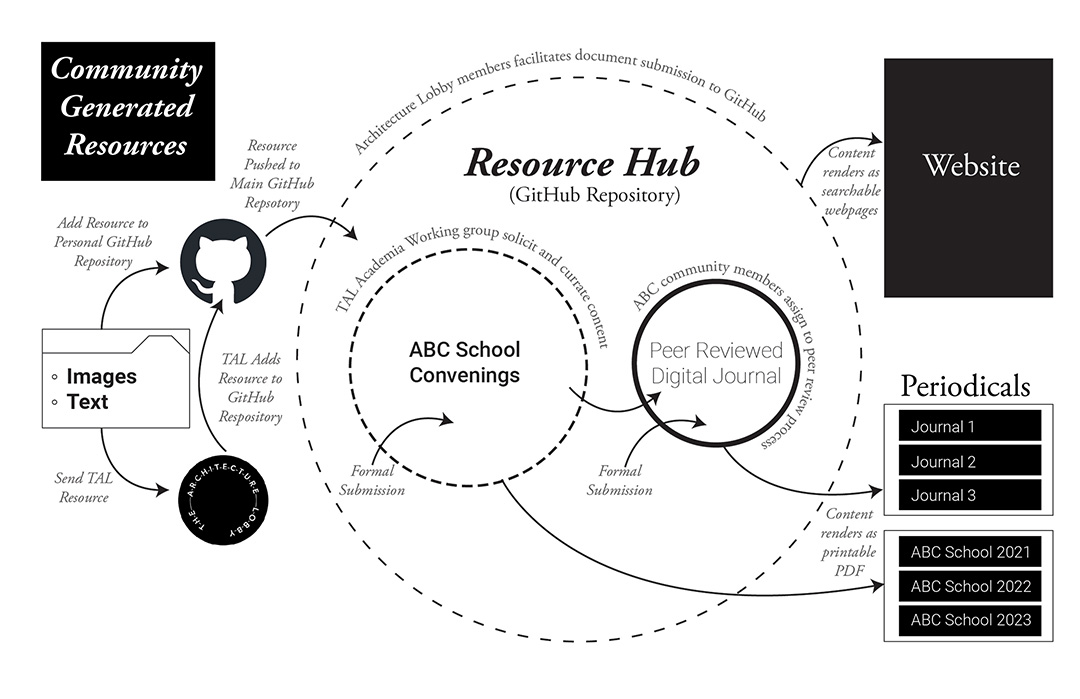 Community
Generated
Resources
Resource
Pushed to
Main GitHub
Repotory
Add Resource to
Personal GitHub
Repository
Images
Text
TAL Adds
Resource to
GitHub
Respository
Send TAL
Resource
THE ARCHITECTURE LOBBY
Architecture Lobby members facilitates document submission to GitHub
Resource Hub
(GitHub Repository)
TAL Academia Working group solicit and currate content
ABC School
Convenings
Formal
Submission
ABC community members assign to peer review process
Peer Reviewed
Digital Journal
Formal
Submission
Content
renders as
searchable
webpages
Website
Periodicals
Journal 1
Journal 2
Journal 3
Content
renders as
printable
PDF
ABC School 2021
ABC School 2022
ABC School 2023